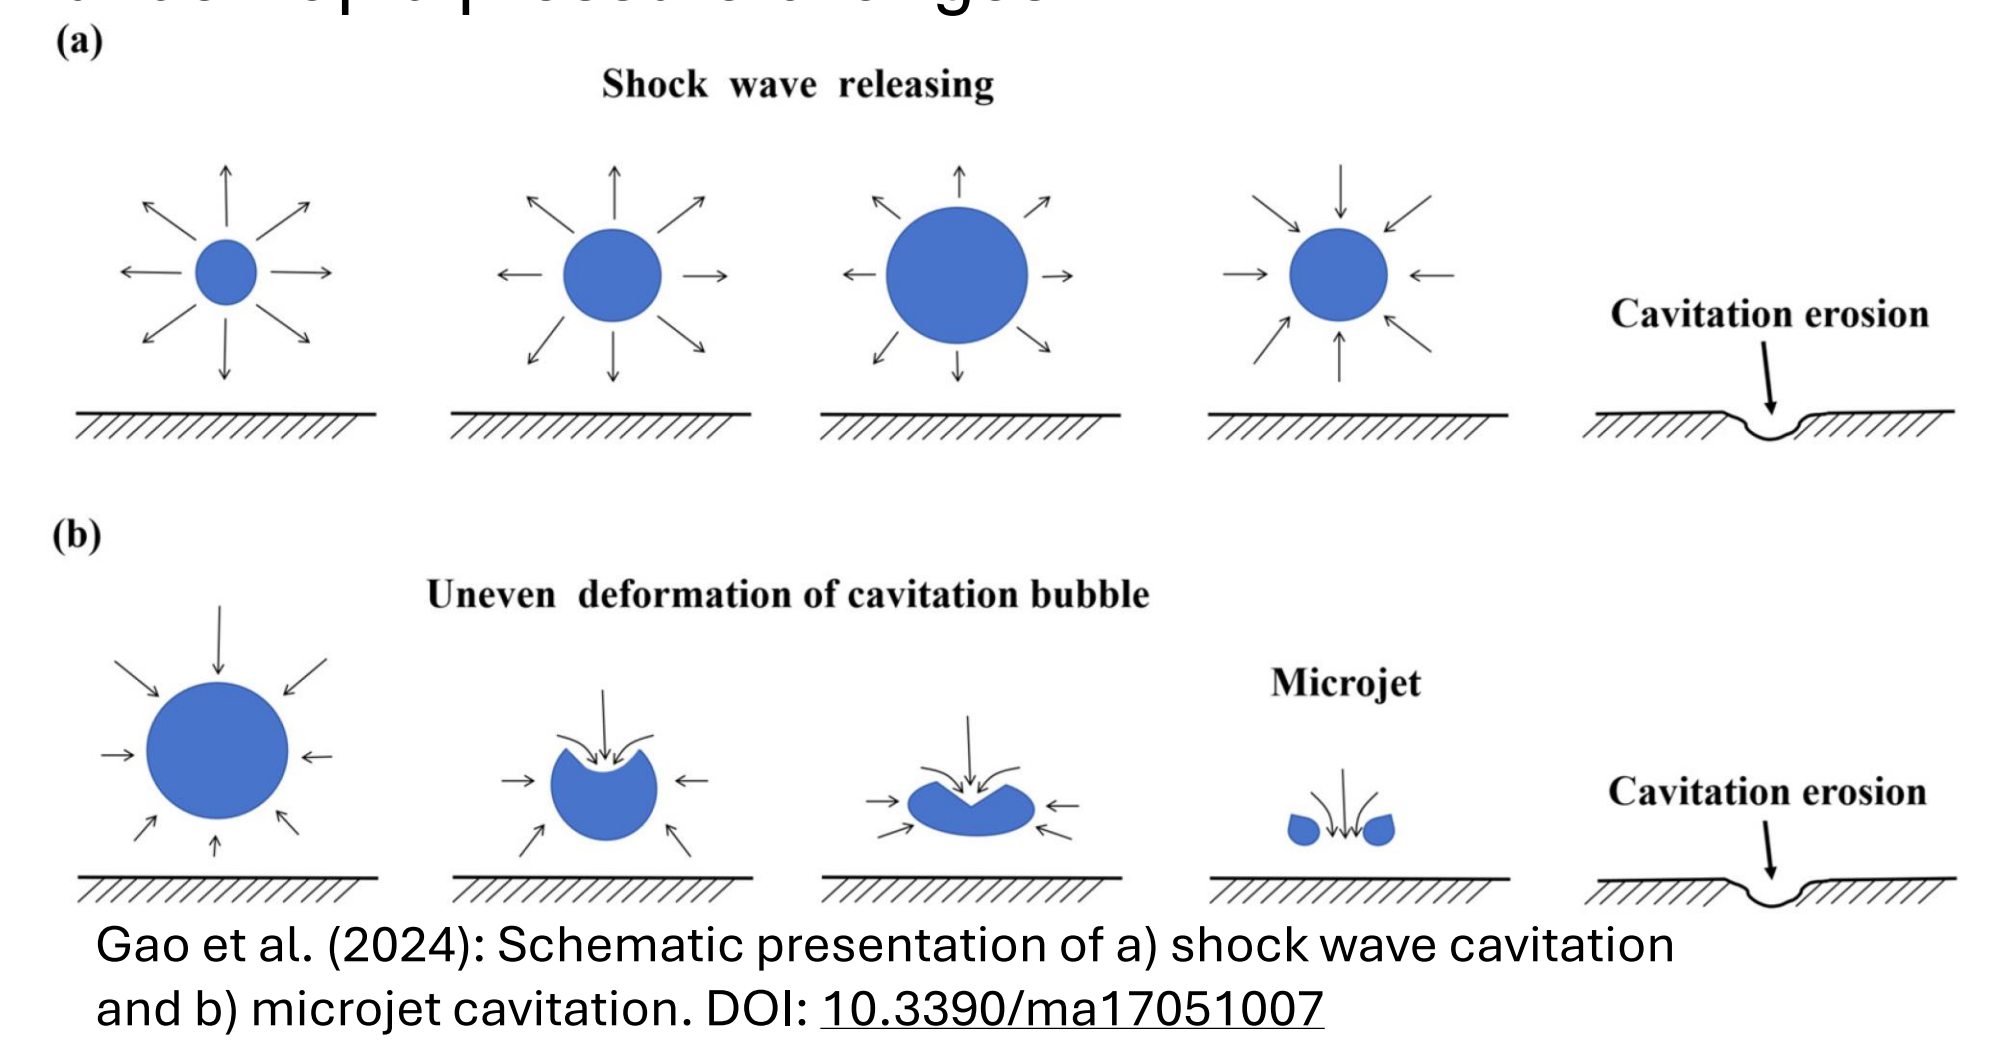 (a)
Shock wave releasing
Cavitation erosion
(b)
Uneven deformation of cavitation bubble
Microjet
Cavitation erosion
Gao et al. (2024): Schematic presentation of a) shock wave cavitation
and b) microjet cavitation. DOI: 10.3390/ma17051007